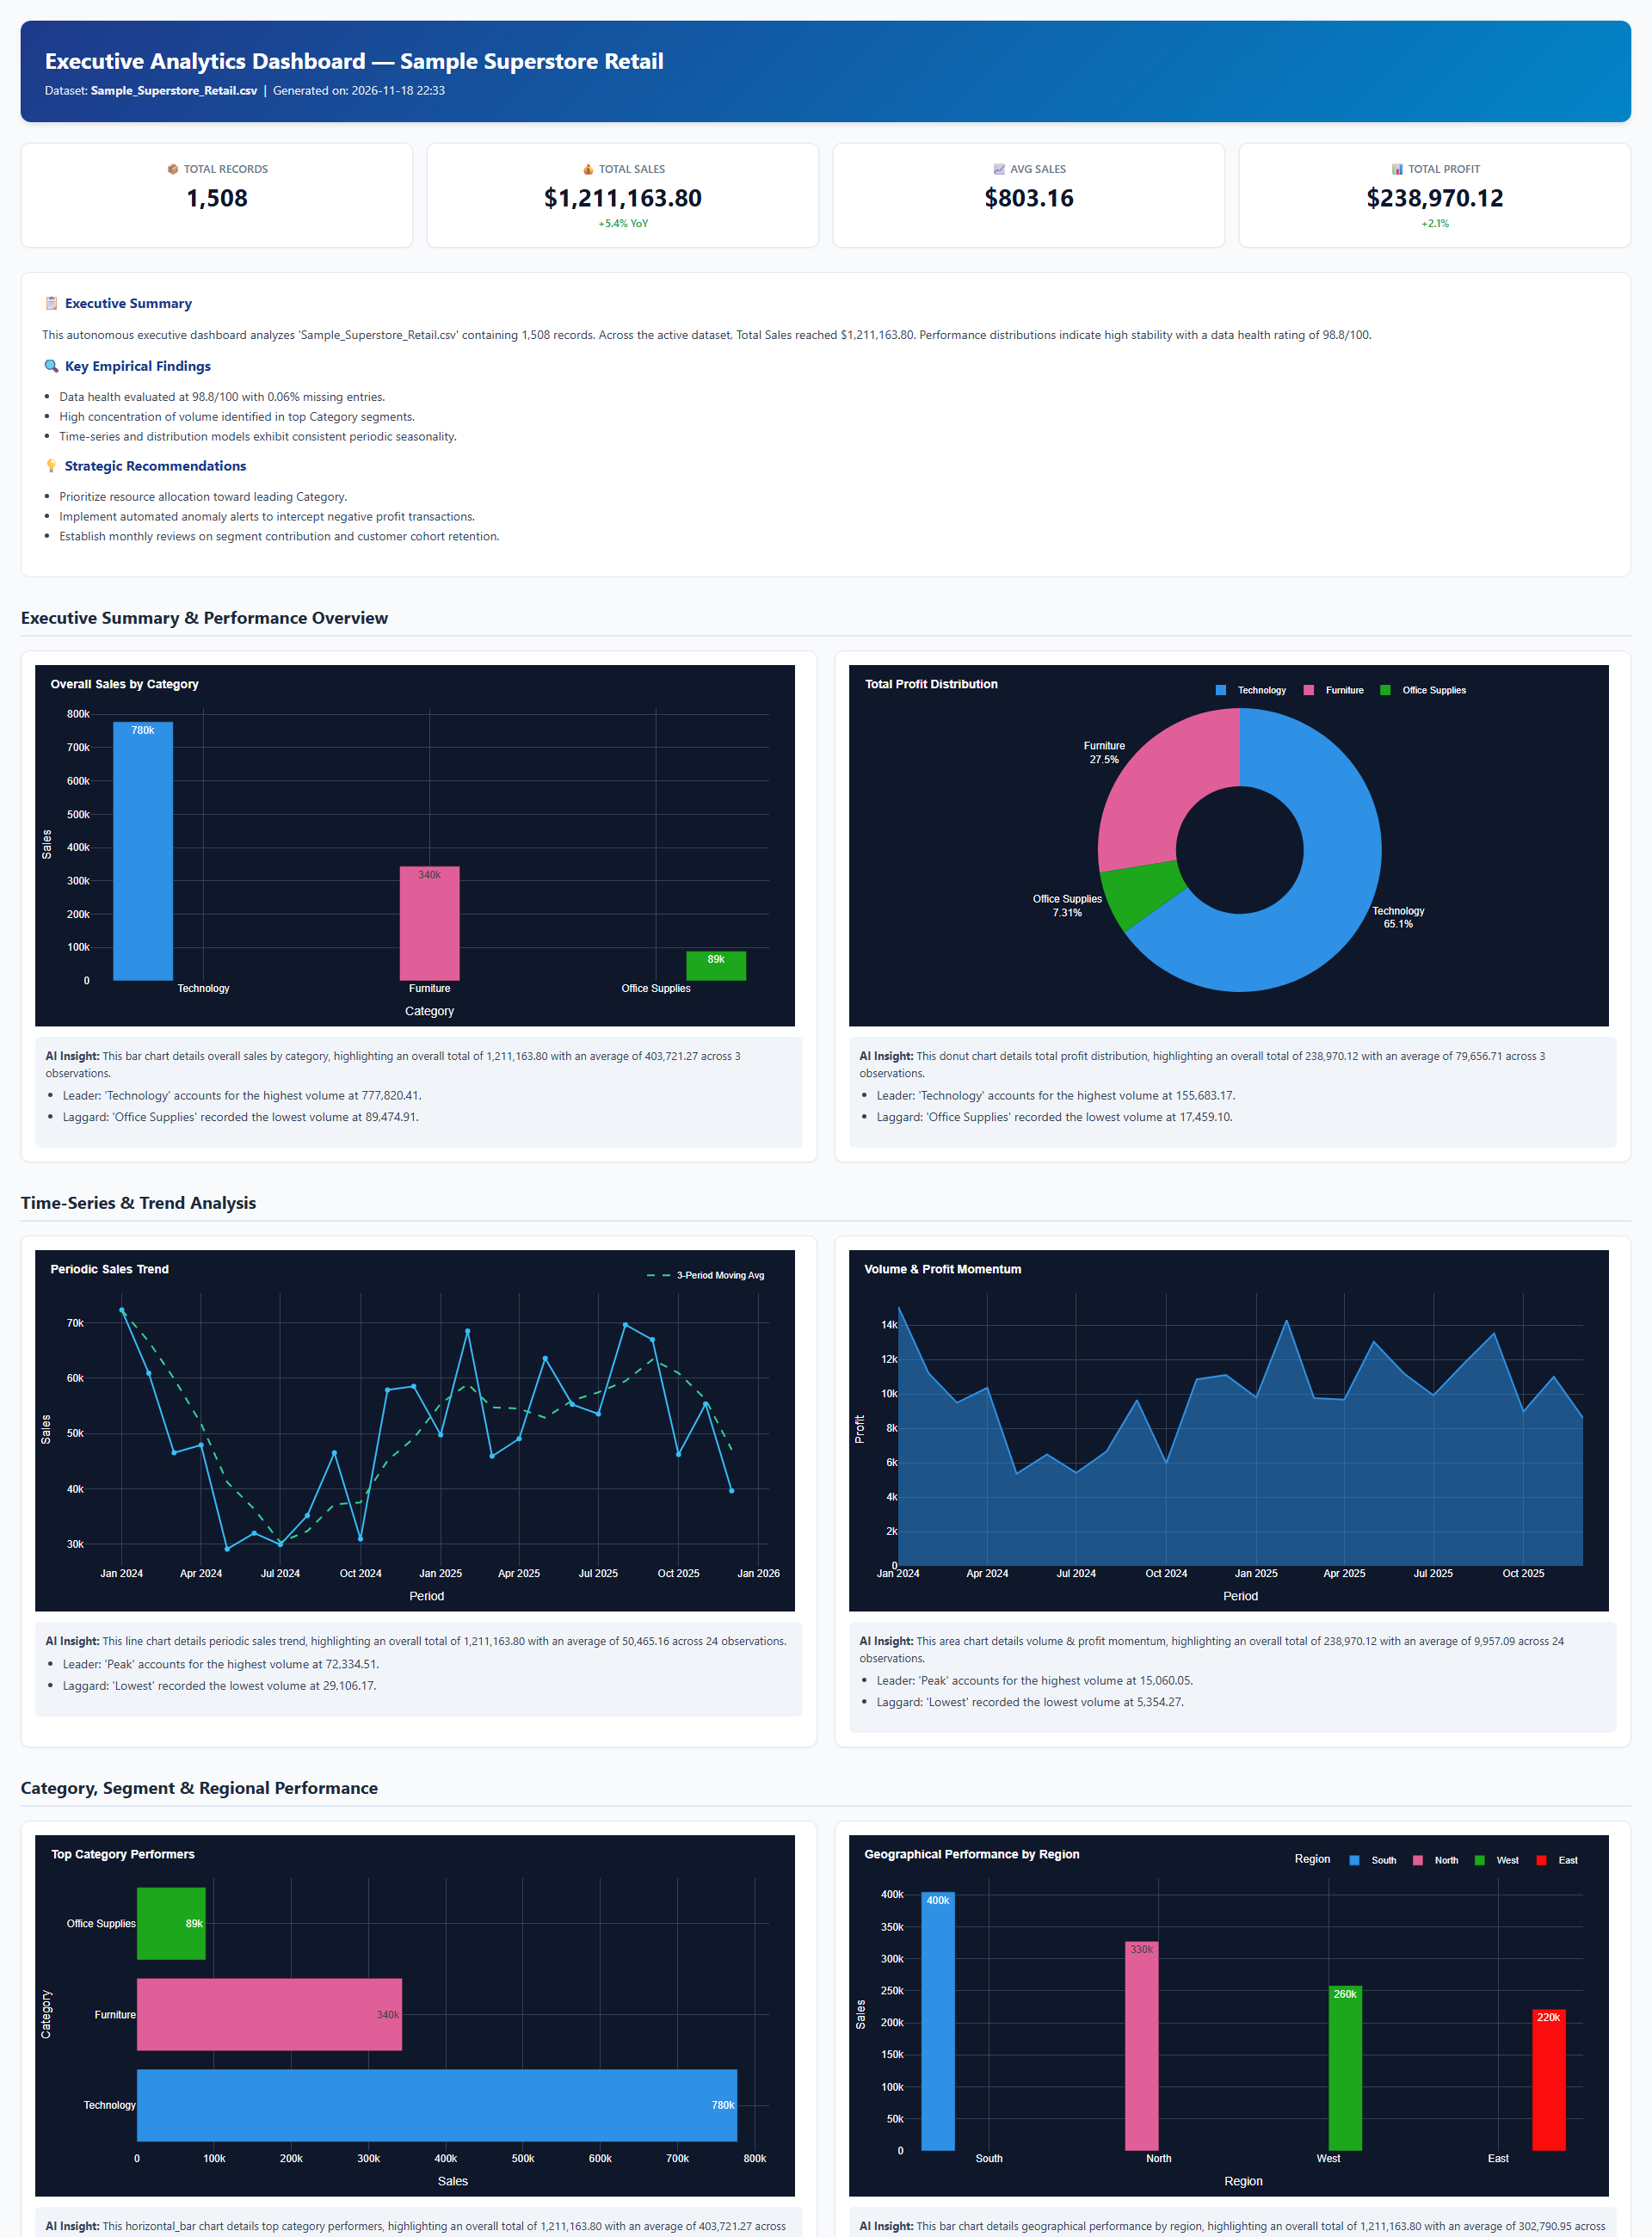 Executive Analytics Dashboard — Sample Superstore Retail
Dataset: Sample_Superstore_Retail.csv | Generated on: 2026-11-18 22:33
TOTAL RECORDS
1,508
TOTAL SALES
$1,211,163.80
+5.4% YoY
AVG SALES
$803.16
TOTAL PROFIT
$238,970.12
+2.1%
Executive Summary
This autonomous executive dashboard analyzes 'Sample_Superstore_Retail.csv' containing 1,508 records. Across the active dataset, Total Sales reached $1,211,163.80. Performance distributions indicate high stability with a data health rating of 98.8/100.
Key Empirical Findings
• Data health evaluated at 98.8/100 with 0.06% missing entries.
• High concentration of volume identified in top Category segments.
• Time-series and distribution models exhibit consistent periodic seasonality.
Strategic Recommendations
• Prioritize resource allocation toward leading Category.
• Implement automated anomaly alerts to intercept negative profit transactions.
• Establish monthly reviews on segment contribution and customer cohort retention.
Executive Summary & Performance Overview
Overall Sales by Category
800k
700k
600k
500k
400k
300k
200k
100k
0
Sales
780k
340k
89k
Technology
Furniture
Office Supplies
Category
AI Insight: This bar chart details overall sales by category, highlighting an overall total of 1,211,163.80 with an average of 403,721.27 across 3
observations.
• Leader: 'Technology' accounts for the highest volume at 777,820.41.
• Laggard: 'Office Supplies' recorded the lowest volume at 89,474.91.
Total Profit Distribution
Technology
Furniture
Office Supplies
Furniture
27.5%
Office Supplies
7.31%
Technology
65.1%
AI Insight: This donut chart details total profit distribution, highlighting an overall total of 238,970.12 with an average of 79,656.71 across 3
observations.
• Leader: 'Technology' accounts for the highest volume at 155,683.17.
• Laggard: 'Office Supplies' recorded the lowest volume at 17,459.10.
Time-Series & Trend Analysis
Periodic Sales Trend
3-Period Moving Avg
70k
60k
50k
40k
30k
Sales
Jan 2024
Apr 2024
Jul 2024
Oct 2024
Jan 2025
Apr 2025
Jul 2025
Oct 2025
Jan 2026
Period
AI Insight: This line chart details periodic sales trend, highlighting an overall total of 1,211,163.80 with an average of 50,465.16 across 24 observations.
• Leader: 'Peak' accounts for the highest volume at 72,334.51.
• Laggard: 'Lowest' recorded the lowest volume at 29,106.17.
Volume & Profit Momentum
14k
12k
10k
8k
6k
4k
2k
0
Profit
Jan 2024
Apr 2024
Jul 2024
Oct 2024
Jan 2025
Apr 2025
Jul 2025
Oct 2025
Period
AI Insight: This area chart details volume & profit momentum, highlighting an overall total of 238,970.12 with an average of 9,957.09 across 24
observations.
• Leader: 'Peak' accounts for the highest volume at 15,060.05.
• Laggard: 'Lowest' recorded the lowest volume at 5,354.27.
Category, Segment & Regional Performance
Top Category Performers
Office Supplies
89k
Furniture
340k
Technology
780k
Category
0
100k
200k
300k
400k
500k
600k
700k
800k
Sales
AI Insight: This horizontal_bar chart details top category performers, highlighting an overall total of 1,211,163.80 with an average of 403,721.27 across
Geographical Performance by Region
Region
South
North
West
East
400k
350k
300k
250k
200k
150k
100k
50k
0
Sales
400k
330k
260k
220k
South
North
West
East
Region
AI Insight: This bar chart details geographical performance by region, highlighting an overall total of 1,211,163.80 with an average of 302,790.95 across